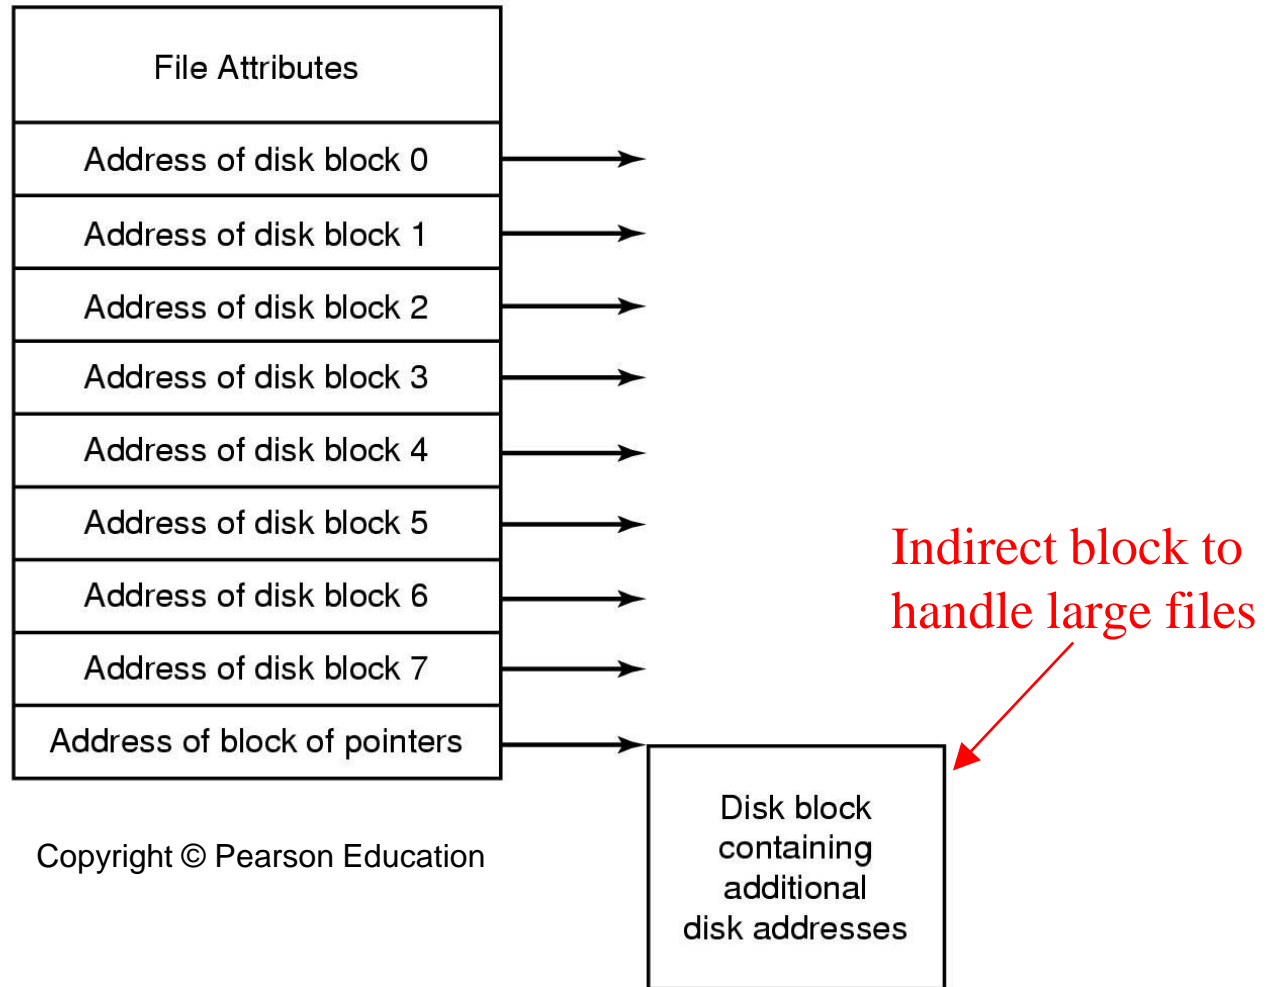 File Attributes
Address of disk block 0
Address of disk block 1
Address of disk block 2
Address of disk block 3
Address of disk block 4
Address of disk block 5
Address of disk block 6
Address of disk block 7
Address of block of pointers
Indirect block to
handle large files
Disk block
containing
additional
disk addresses
Copyright © Pearson Education